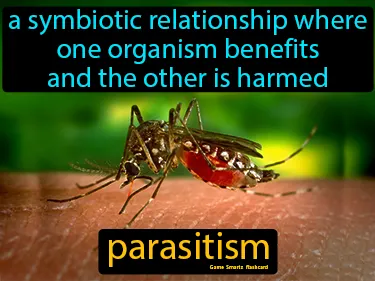 a symbiotic relationship where
one organism benefits
and the other is harmed
parasitism
Game Smartz Flashcard